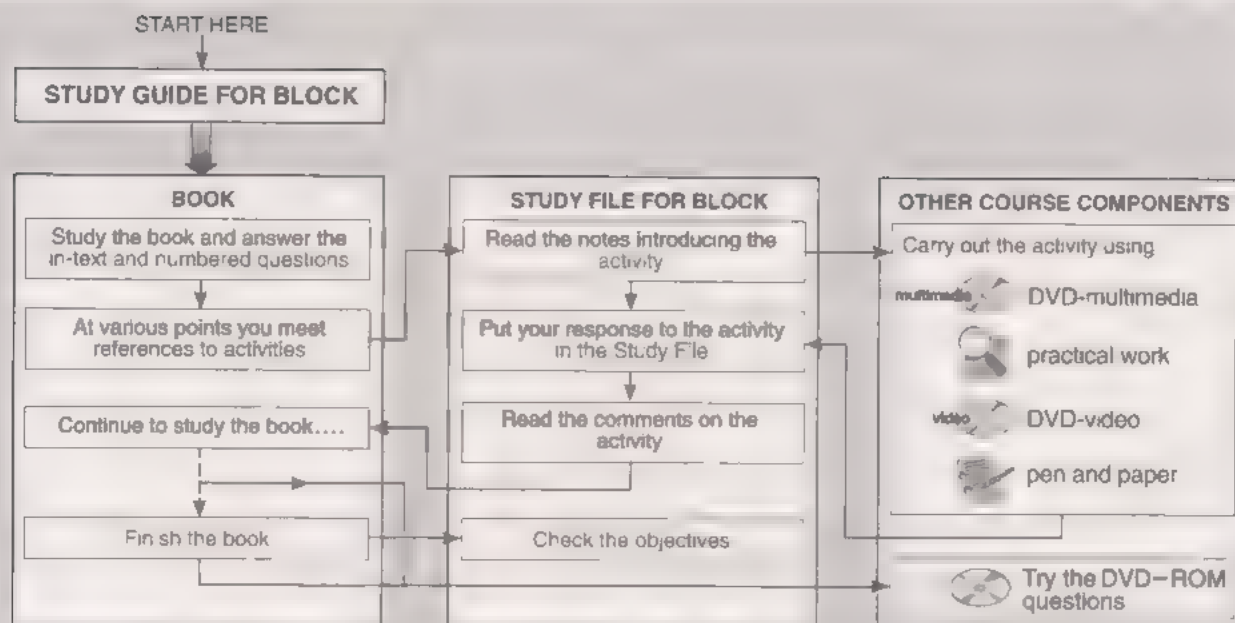 START HERE
STUDY GUIDE FOR BLOCK
BOOK
Study the book and answer the
in-text and numbered questions
At various points you meet
references to activities
Continue to study the book....
Finish the book
STUDY FILE FOR BLOCK
Read the notes introducing the
activity
Put your response to the activity
in the Study File
Read the comments on the
activity
Check the objectives
OTHER COURSE COMPONENTS
Carry out the activity using
multimedia
DVD-multimedia
practical work
video
DVD-video
pen and paper
Try the DVD–ROM
questions